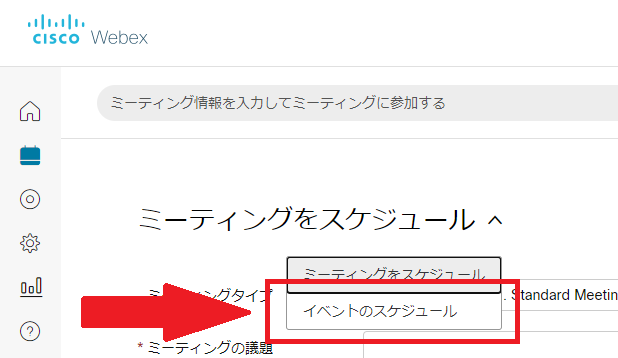 CISCO Webex
ミーティング情報を入力してミーティングに参加する
ミーティングをスケジュール
ミーティングをスケジュール
イベントのスケジュール
ングタイプ
Standard Meetin
* ミーティングの議題